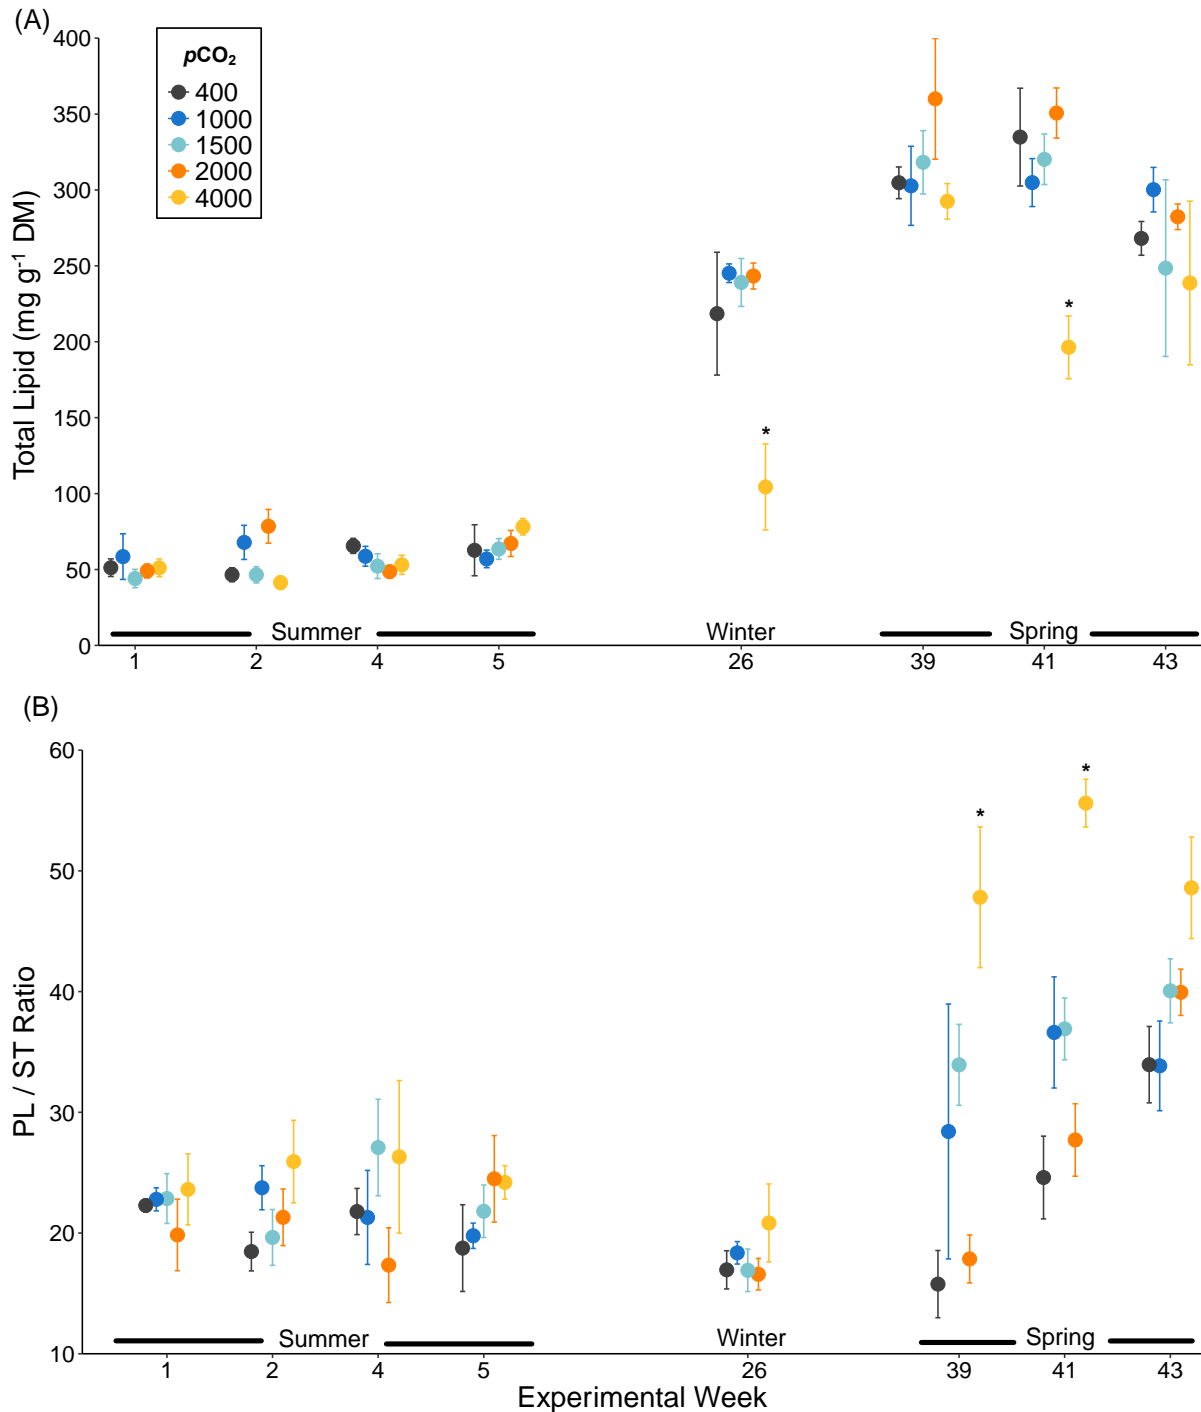 (A)
400
350
300
250
200
150
100
50
0
Total Lipid (mg g⁻¹ DM)
pCO₂
400
1000
1500
2000
4000
*
*
Summer
Winter
Spring
1 2 4 5 26 39 41 43
(B)
60
50
40
30
20
10
PL / ST Ratio
*
*
Summer
Winter
Spring
1 2 4 5 26 39 41 43
Experimental Week